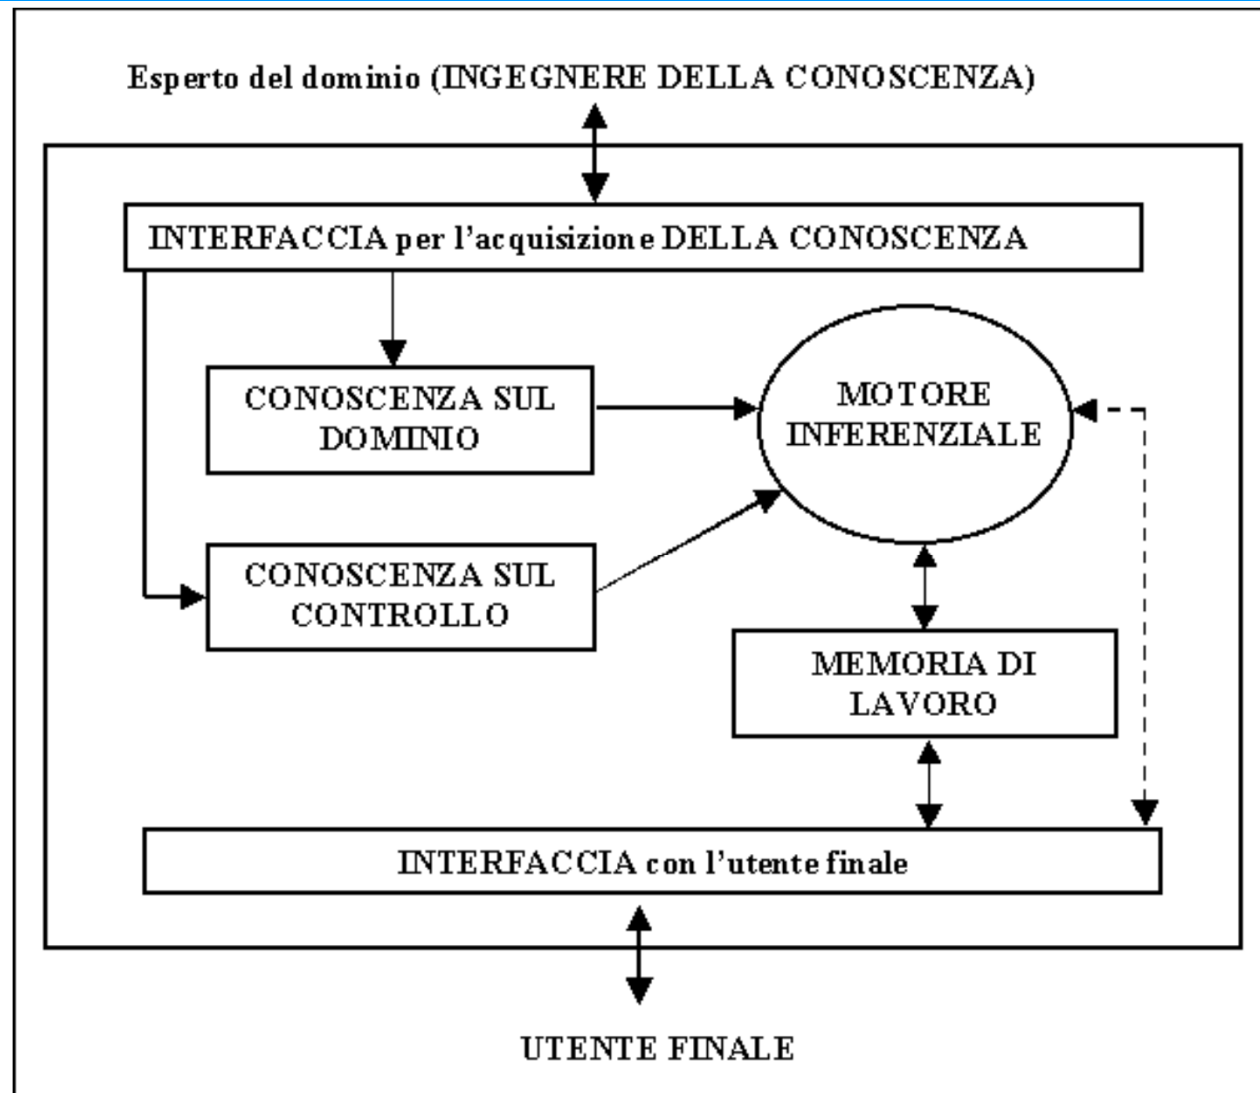 Esperto del dominio (INGEGNERE DELLA CONOSCENZA)
INTERFACCIA per l'acquisizione DELLA CONOSCENZA
CONOSCENZA SUL
DOMINIO
MOTORE
INFERENZIALE
CONOSCENZA SUL
CONTROLLO
MEMORIA DI
LAVORO
INTERFACCIA con l'utente finale
UTENTE FINALE